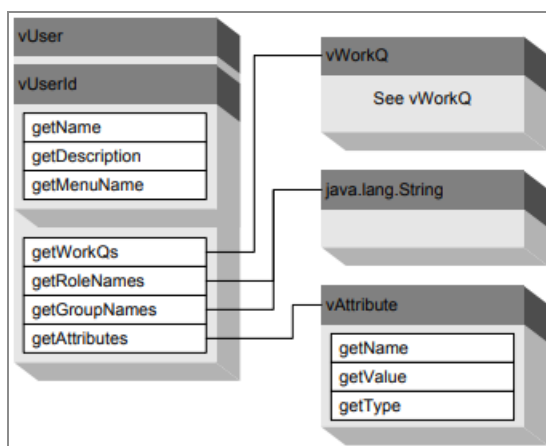 vUser
vUserId
getName
getDescription
getMenuName
getWorkQs
getRoleNames
getGroupNames
getAttributes
vWorkQ
See vWorkQ
java.lang.String
vAttribute
getName
getValue
getType